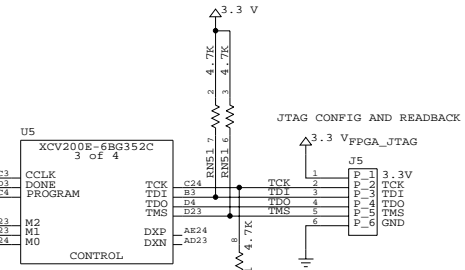 3.3 V
4.7K
4.7K
2
3
RN51 7
RN51 6
JTAG CONFIG AND READBACK
3.3 V
FPGA_JTAG
J5
U5
XCV200E-6BG352C
3 of 4
CCLK
DONE
PROGRAM
M2
M1
M0
TCK C24
TDI B3
TDO D4
TMS D23
DXP AE24
DXN AD23
CONTROL
TCK
TDI
TDO
TMS
1 P_1 3.3V
2 P_2 TCK
3 P_3 TDI
4 P_4 TDO
5 P_5 TMS
6 P_6 GND
8
4.7K